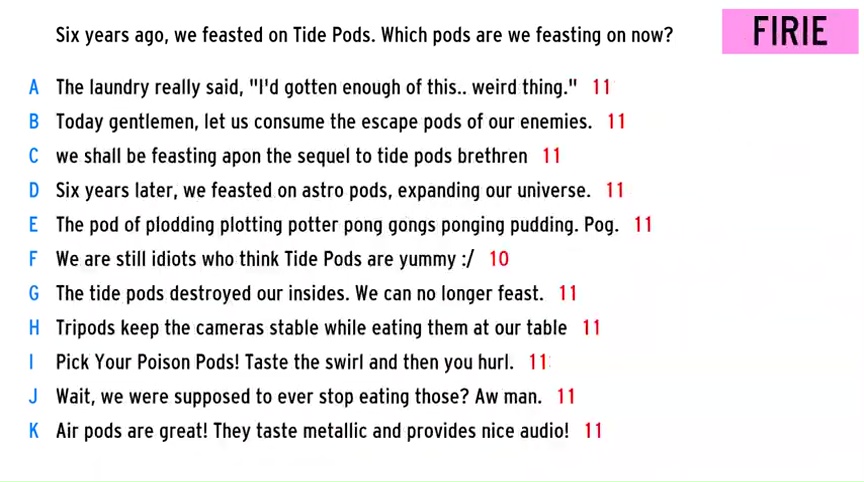 Six years ago, we feasted on Tide Pods. Which pods are we feasting on now?
FIRIE
A The laundry really said, "I'd gotten enough of this.. weird thing." 11
B Today gentlemen, let us consume the escape pods of our enemies. 11
C we shall be feasting apon the sequel to tide pods brethren 11
D Six years later, we feasted on astro pods, expanding our universe. 11
E The pod of plodding plotting potter pong gongs ponging pudding. Pog. 11
F We are still idiots who think Tide Pods are yummy :/ 10
G The tide pods destroyed our insides. We can no longer feast. 11
H Tripods keep the cameras stable while eating them at our table 11
I Pick Your Poison Pods! Taste the swirl and then you hurl. 11
J Wait, we were supposed to ever stop eating those? Aw man. 11
K Air pods are great! They taste metallic and provides nice audio! 11